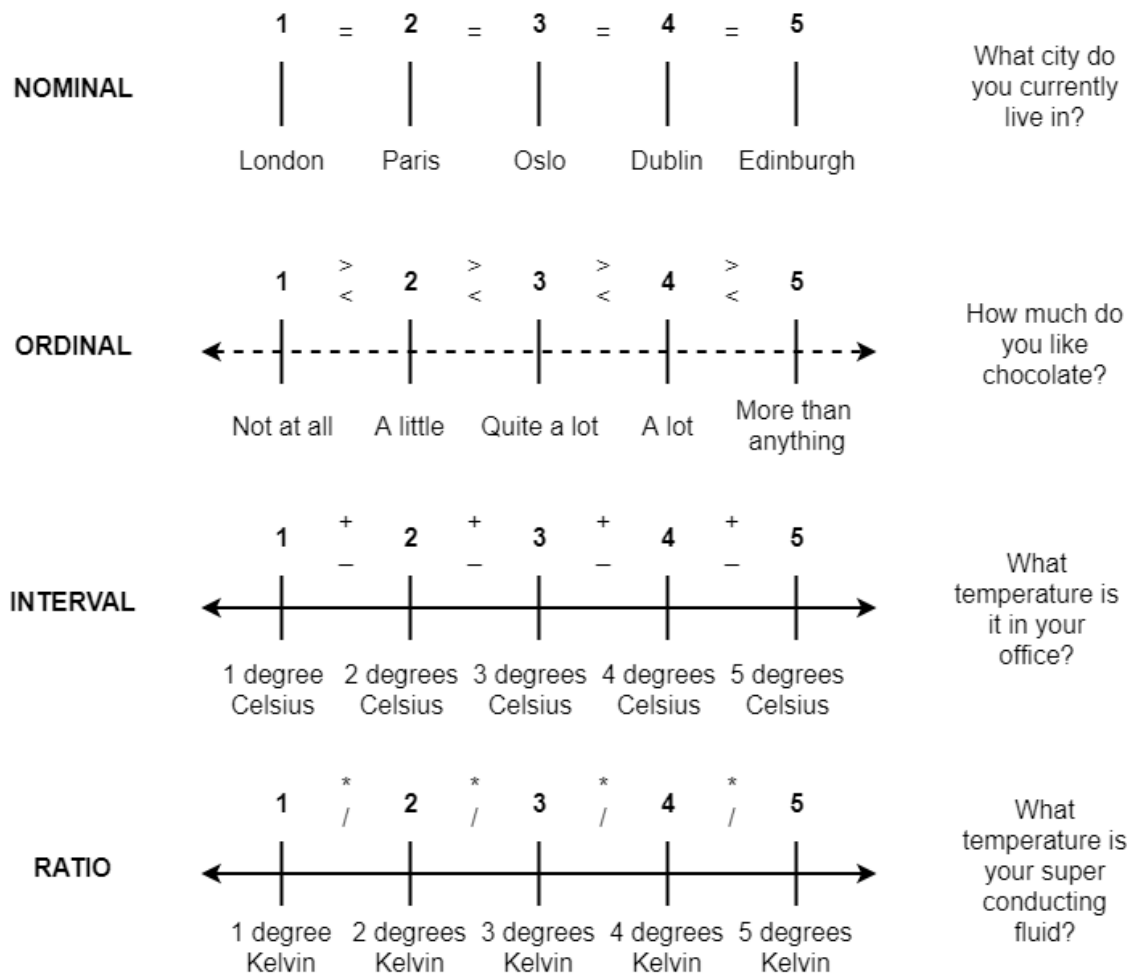 1 = 2 = 3 = 4 = 5
NOMINAL
London Paris Oslo Dublin Edinburgh
What city do
you currently
live in?
> > > >
1 2 3 4 5
< < < <
ORDINAL
Not at all A little Quite a lot A lot More than
anything
How much do
you like
chocolate?
+ + + +
1 2 3 4 5
– – – –
INTERVAL
1 degree 2 degrees 3 degrees 4 degrees 5 degrees
Celsius Celsius Celsius Celsius Celsius
What
temperature is
it in your
office?
* * * *
1 2 3 4 5
/ / / /
RATIO
1 degree 2 degrees 3 degrees 4 degrees 5 degrees
Kelvin Kelvin Kelvin Kelvin Kelvin
What
temperature is
your super
conducting
fluid?